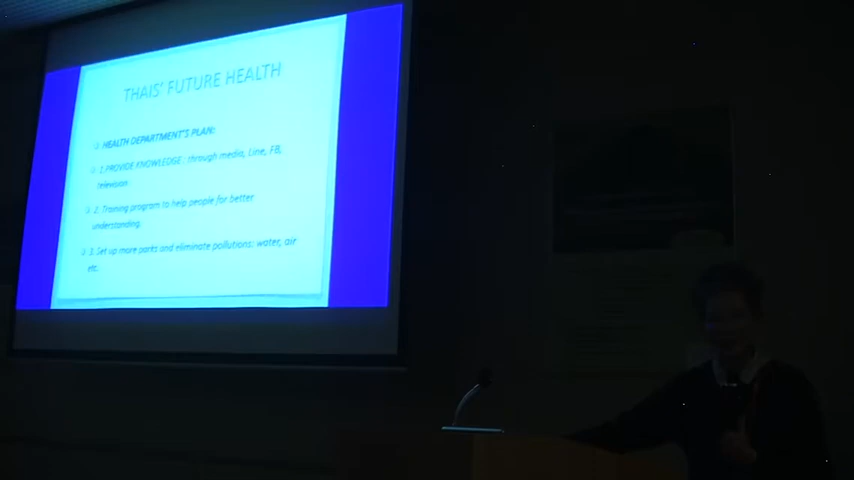 THAIS' FUTURE HEALTH
HEALTH DEPARTMENT'S PLAN:
1.PROVIDE KNOWLEDGE : through media, Line, FB,
television
2. Training program to help people for better
understanding.
3. Set up more parks and eliminate pollutions: water, air
etc.